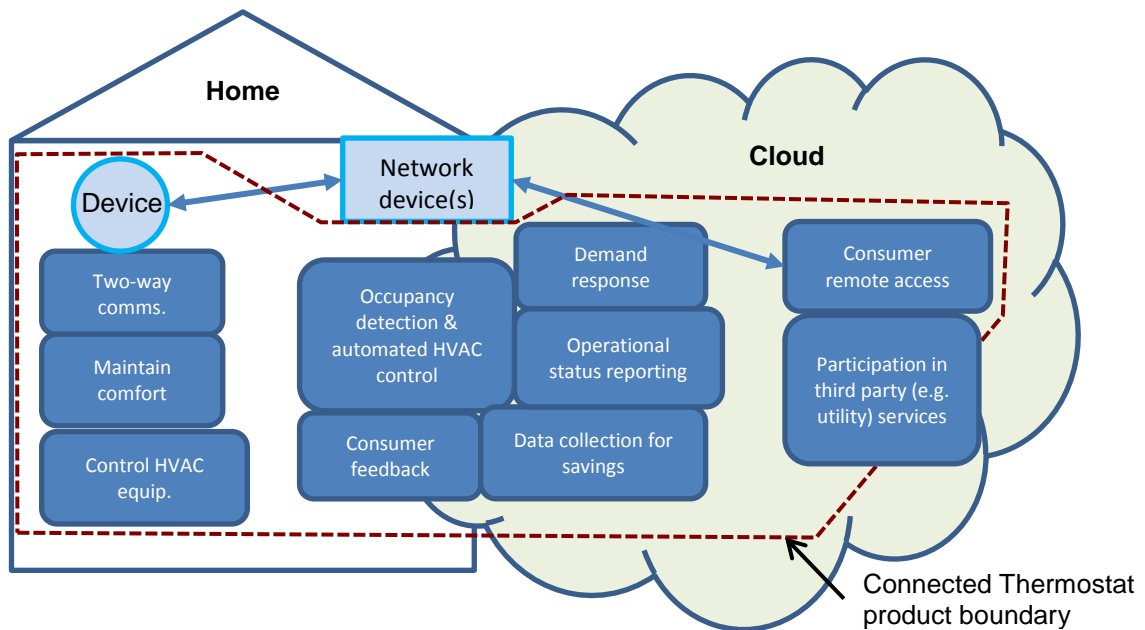 Home
Cloud
Device
Network
device(s)
Two-way
comms.
Maintain
comfort
Control HVAC
equip.
Occupancy
detection &
automated HVAC
control
Consumer
feedback
Demand
response
Operational
status reporting
Data collection for
savings
Consumer
remote access
Participation in
third party (e.g.
utility) services
Connected Thermostat
product boundary